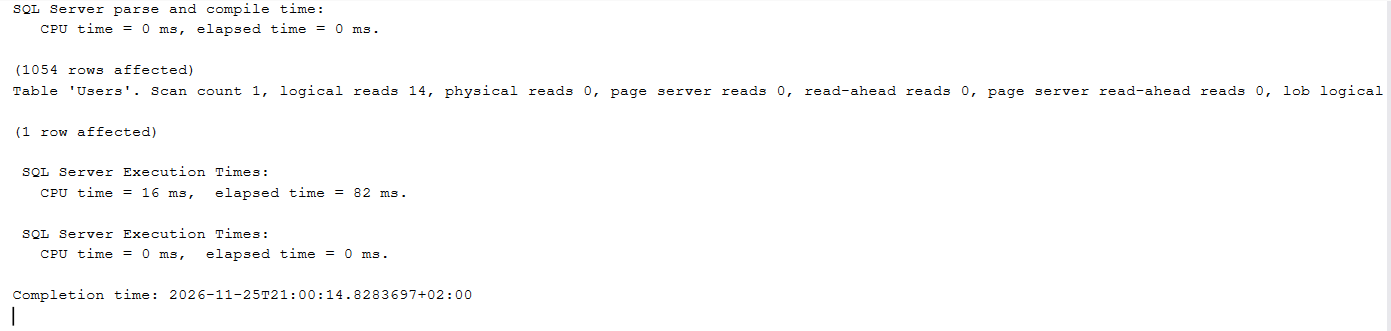 SQL Server parse and compile time:
CPU time = 0 ms, elapsed time = 0 ms.
(1054 rows affected)
Table 'Users'. Scan count 1, logical reads 14, physical reads 0, page server reads 0, read-ahead reads 0, page server read-ahead reads 0, lob logical
(1 row affected)
SQL Server Execution Times:
CPU time = 16 ms,  elapsed time = 82 ms.
SQL Server Execution Times:
CPU time = 0 ms,  elapsed time = 0 ms.
Completion time: 2026-11-25T21:00:14.8283697+02:00